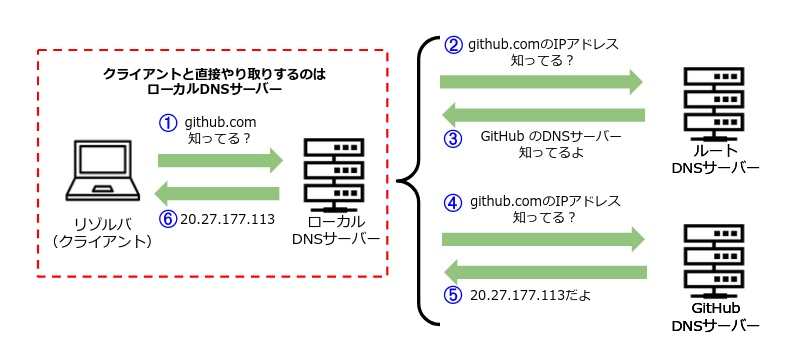 クライアントと直接やり取りするのは
ローカルDNSサーバー
① github.com
知ってる？
⑥ 20.27.177.113
リゾルバ
（クライアント）
ローカル
DNSサーバー
② github.comのIPアドレス
知ってる？
③ GitHub のDNSサーバー
知ってるよ
ルート
DNSサーバー
④ github.comのIPアドレス
知ってる？
⑤ 20.27.177.113だよ
GitHub
DNSサーバー